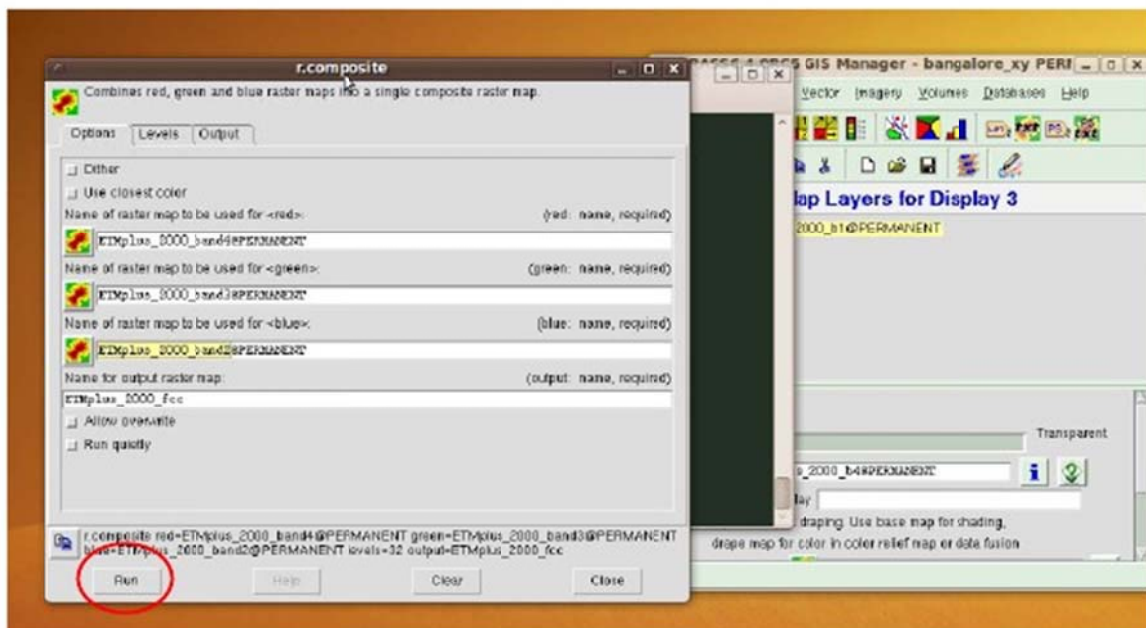 r.composite
Combines red, green and blue raster maps into a single composite raster map.
Options Levels Output
Dither
Use closest color
Name of raster map to be used for <red>: (red: name, required)
ETMplus_2000_band4@PERMANENT
Name of raster map to be used for <green>: (green: name, required)
ETMplus_2000_band3@PERMANENT
Name of raster map to be used for <blue>: (blue: name, required)
ETMplus_2000_band2@PERMANENT
Name for output raster map: (output: name, required)
ETMplus_2000_fcc
Allow overwrite
Run quietly
r.composite red=ETMplus_2000_band4@PERMANENT green=ETMplus_2000_band3@PERMANENT
blue=ETMplus_2000_band2@PERMANENT levels=32 output=ETMplus_2000_fcc
Run Help Clear Close
GIS Manager - bangalore_xy PERM
Vector Imagery Volumes Databases Help
ap Layers for Display 3
2000_b1@PERMANENT
Transparent
s_2000_b4@PERMANENT
lay
draping. Use base map for shading,
drape map for color in color relief map or data fusion